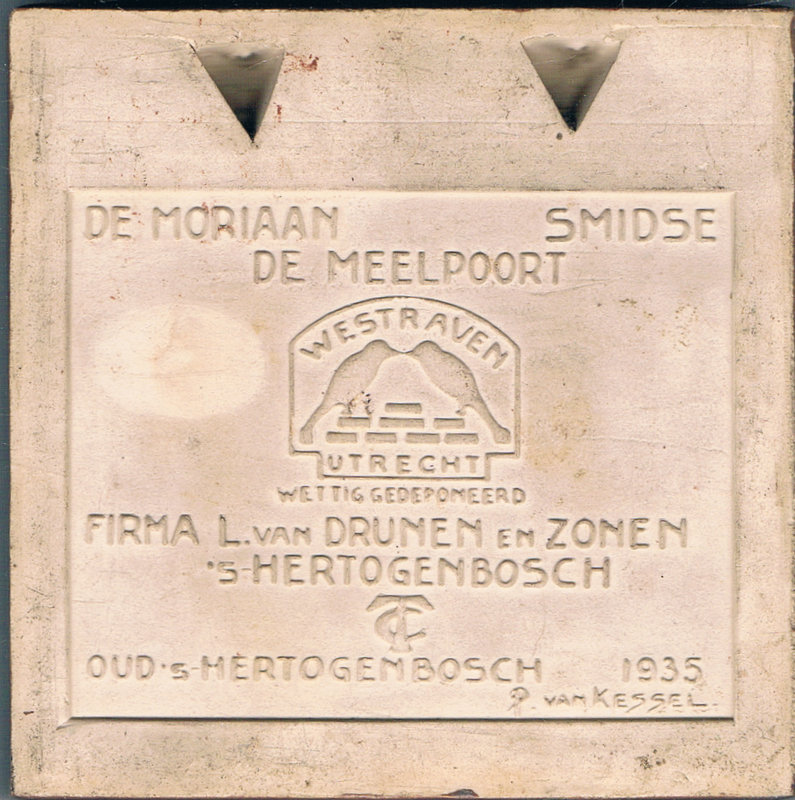 DE MORIAAN SMIDSE
DE MEELPOORT
WESTRAVEN
UTRECHT
WETTIG GEDEPONEERD
FIRMA L. VAN DRUNEN EN ZONEN
'S-HERTOGENBOSCH
OUD-'S-HERTOGENBOSCH 1935
P. VAN KESSEL.